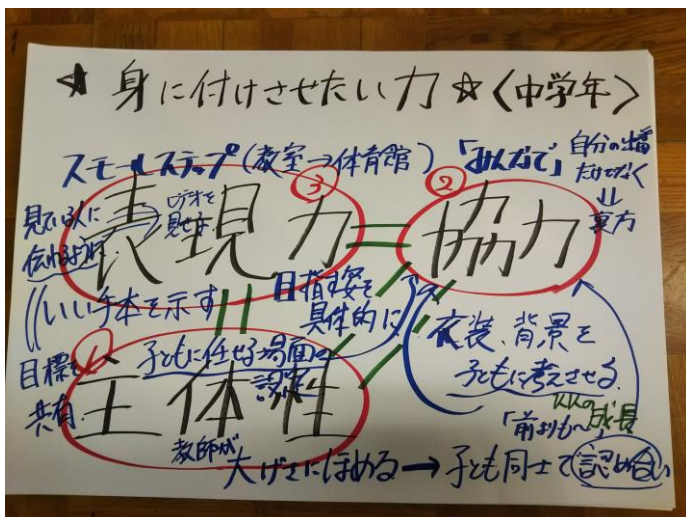 ☆ 身に付けさせたい力 ☆〈中学年〉
スモールステップ(教室→体育館)
「みんなで」
自分の出番
だけでなく
↓
裏方
③
表現力
ビデオを
見せる
見ている人に
伝わるように
②
協力
いい手本を示す
目指す姿を
具体的に
衣装、背景を
子どもに考えさせる
目標を
共有
①
主体性
子どもに任せる場面
設定
教師が
大げさにほめる→子ども同士で認め合い
「前よりも〜
成長